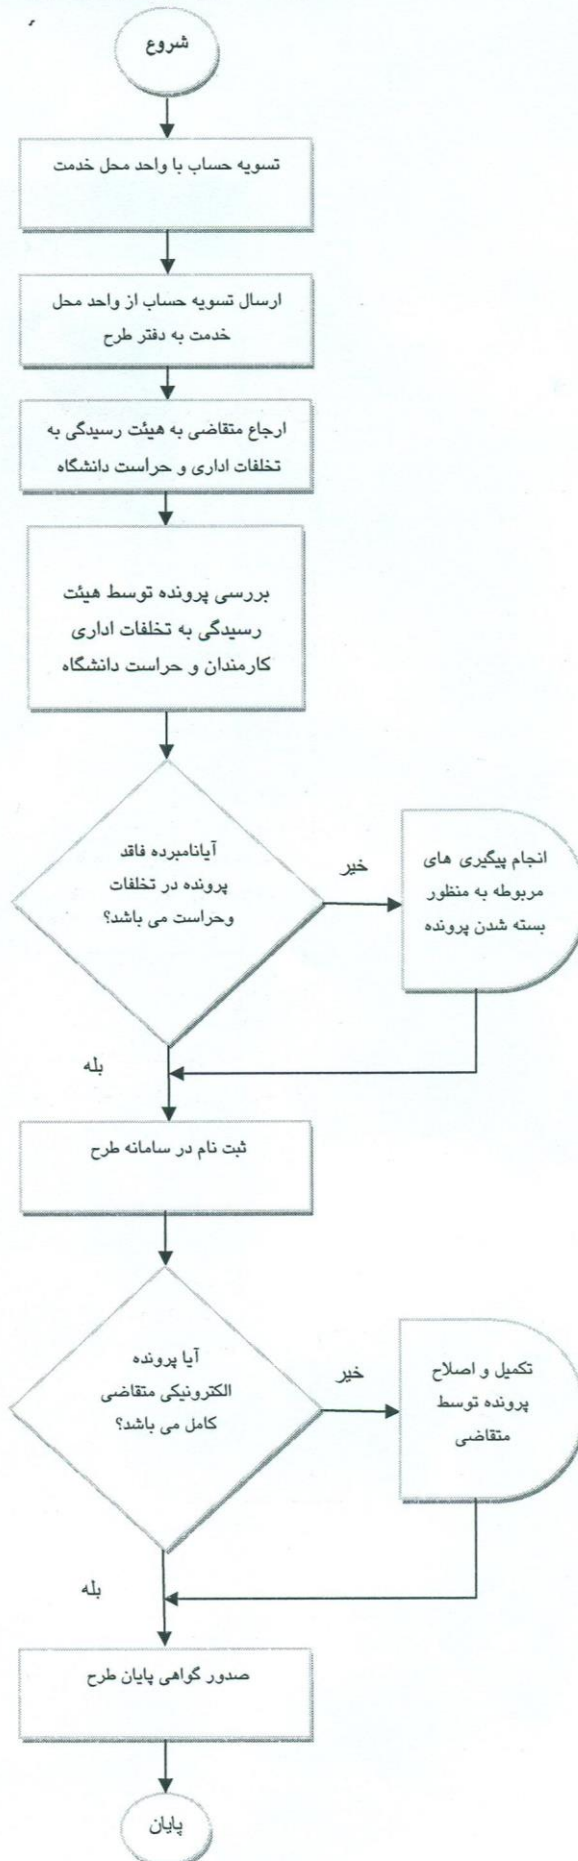 شروع
تسویه حساب با واحد محل خدمت
ارسال تسویه حساب از واحد محل
خدمت به دفتر طرح
ارجاع متقاضی به هیئت رسیدگی به
تخلفات اداری و حراست دانشگاه
بررسی پرونده توسط هیئت
رسیدگی به تخلفات اداری
کارمندان و حراست دانشگاه
آیانامبرده فاقد
پرونده در تخلفات
وحراست می باشد؟
خیر
انجام پیگیری های
مربوطه به منظور
بسته شدن پرونده
بله
ثبت نام در سامانه طرح
آیا پرونده
الکترونیکی متقاضی
کامل می باشد؟
خیر
تکمیل و اصلاح
پرونده توسط
متقاضی
بله
صدور گواهی پایان طرح
پایان